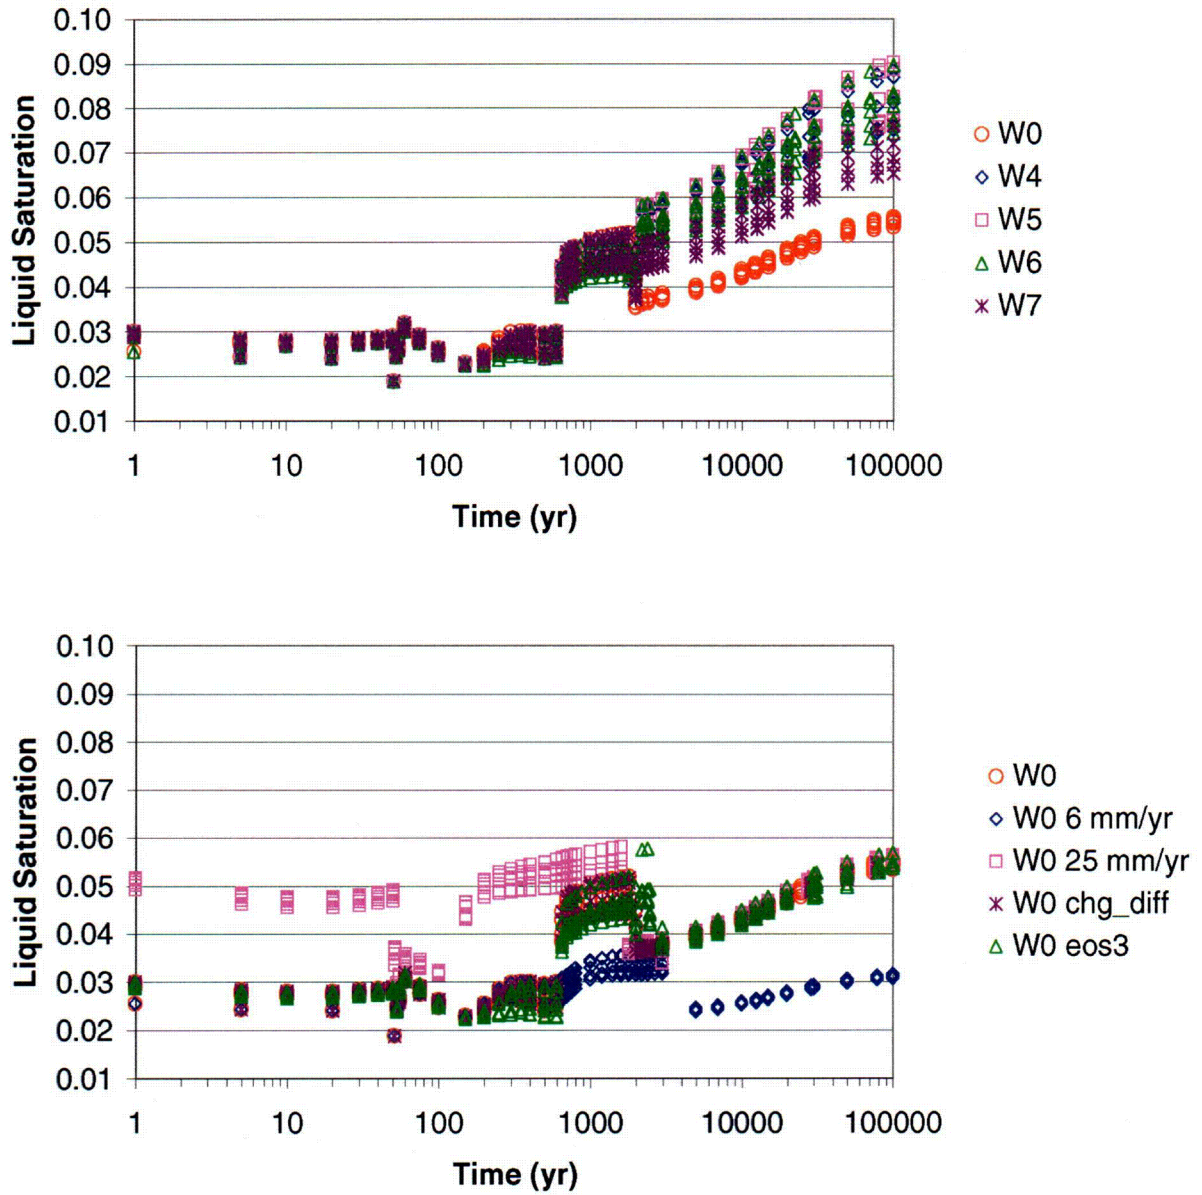 0.10
0.09
0.08
0.07
0.06
0.05
0.04
0.03
0.02
0.01
Liquid Saturation
1 10 100 1000 10000 100000
Time (yr)
W0
W4
W5
W6
W7
0.10
0.09
0.08
0.07
0.06
0.05
0.04
0.03
0.02
0.01
Liquid Saturation
1 10 100 1000 10000 100000
Time (yr)
W0
W0 6 mm/yr
W0 25 mm/yr
W0 chg_diff
W0 eos3